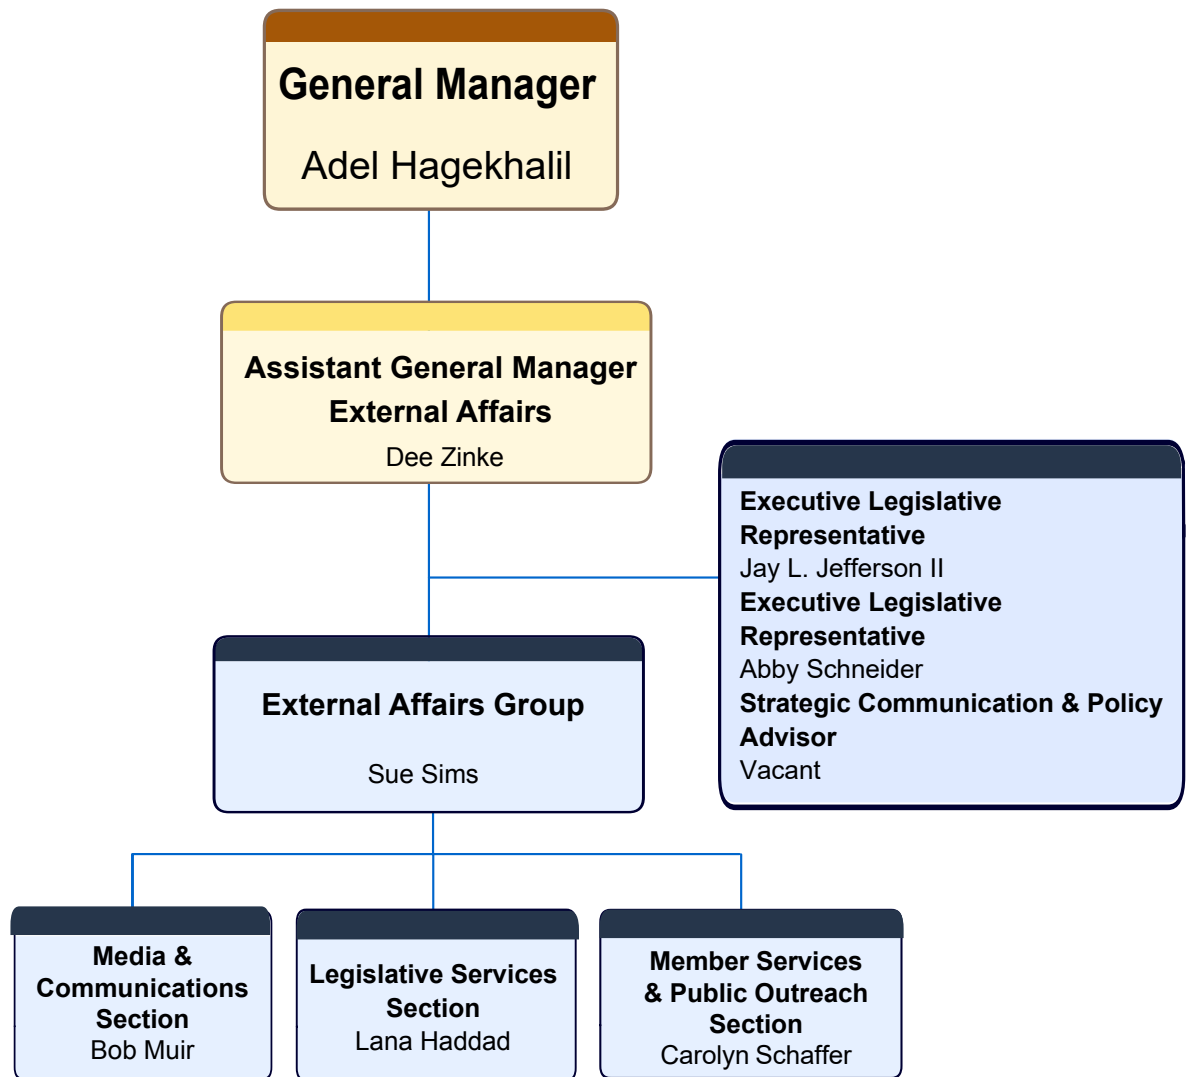 General Manager
Adel Hagekhalil
Assistant General Manager
External Affairs
Dee Zinke
Executive Legislative
Representative
Jay L. Jefferson II
Executive Legislative
Representative
Abby Schneider
Strategic Communication & Policy
Advisor
Vacant
External Affairs Group
Sue Sims
Media &
Communications
Section
Bob Muir
Legislative Services
Section
Lana Haddad
Member Services
& Public Outreach
Section
Carolyn Schaffer